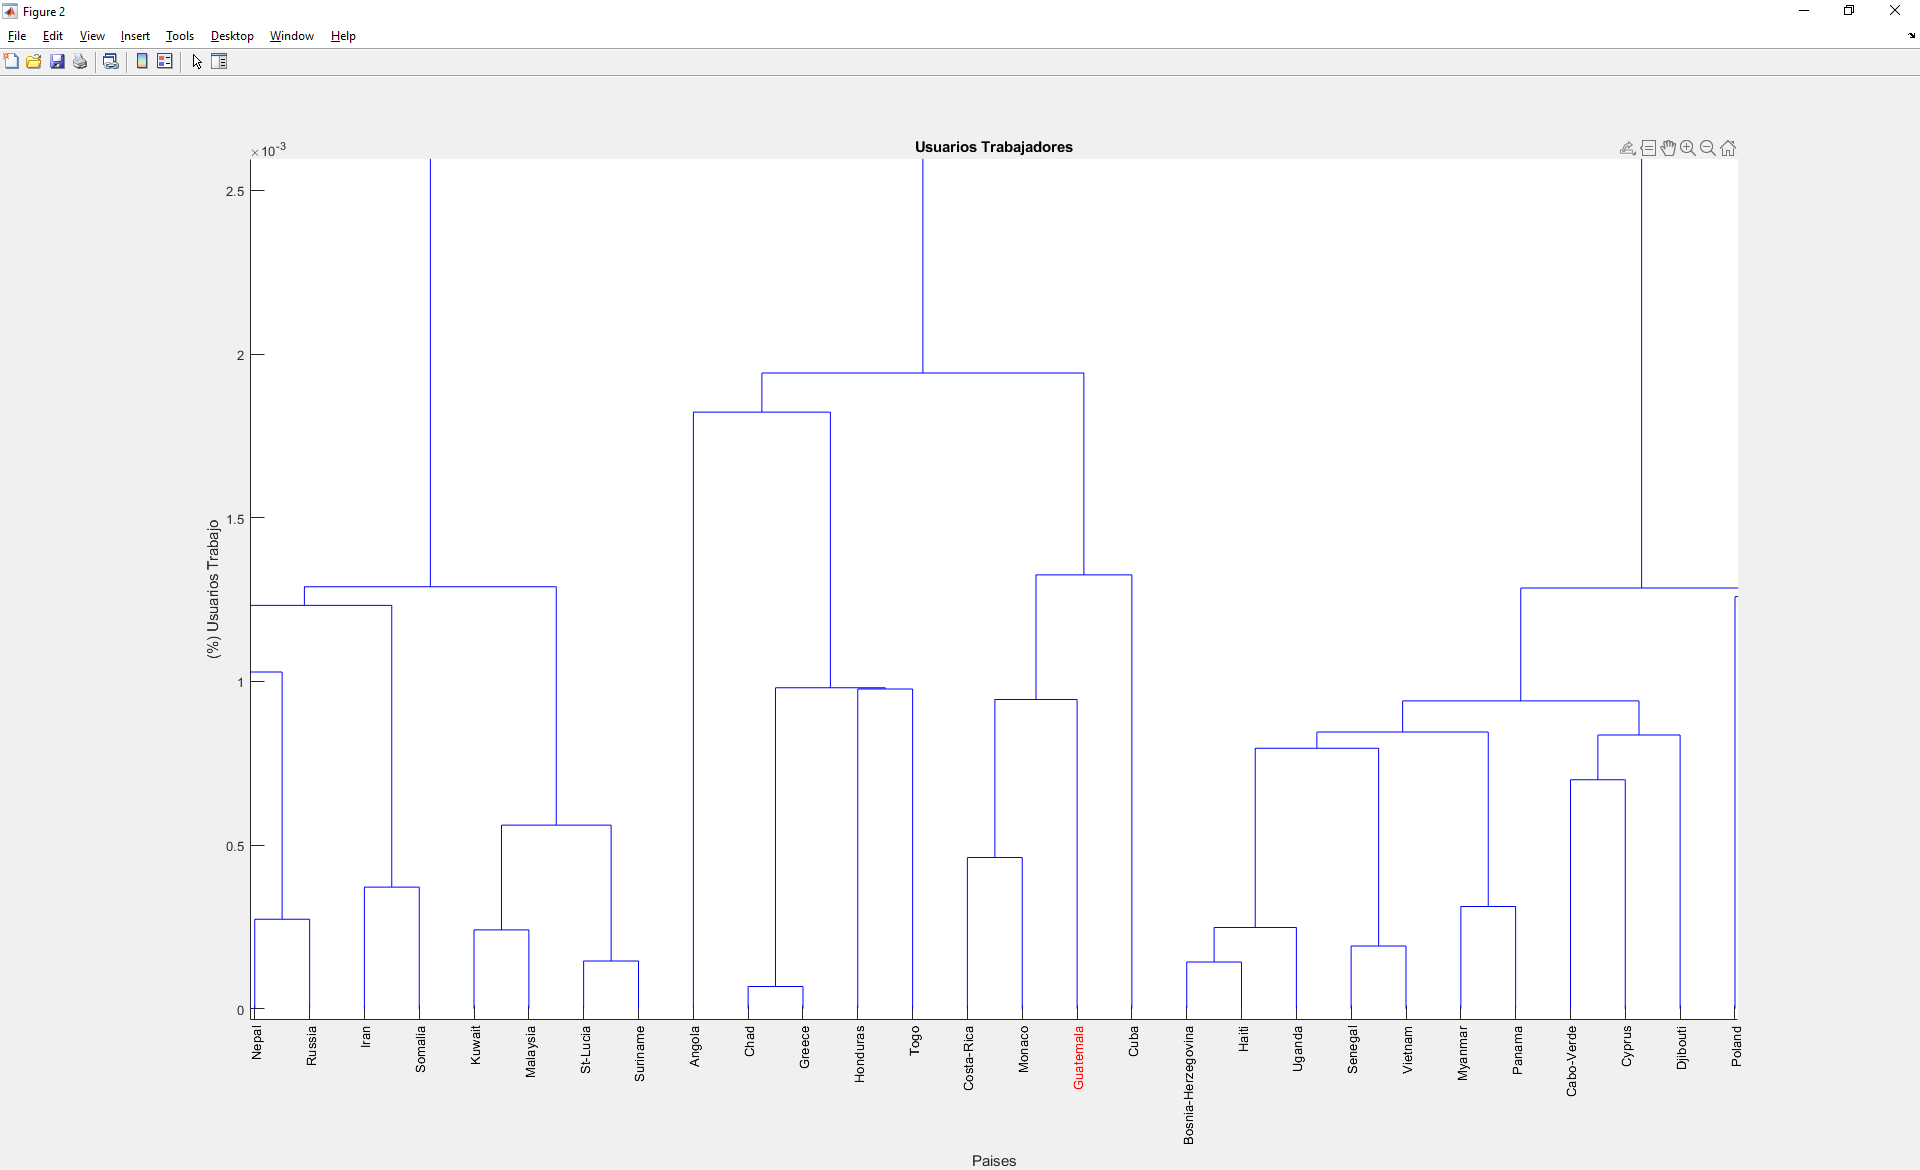 Figure 2
File Edit View Insert Tools Desktop Window Help
Usuarios Trabajadores
×10-3
2.5
2
1.5
1
0.5
0
(%) Usuarios Trabajo
Nepal
Russia
Iran
Somalia
Kuwait
Malaysia
St-Lucia
Suriname
Angola
Chad
Greece
Honduras
Togo
Costa-Rica
Monaco
Guatemala
Cuba
Bosnia-Herzegovina
Haiti
Uganda
Senegal
Vietnam
Myanmar
Panama
Cabo-Verde
Cyprus
Djibouti
Poland
Paises